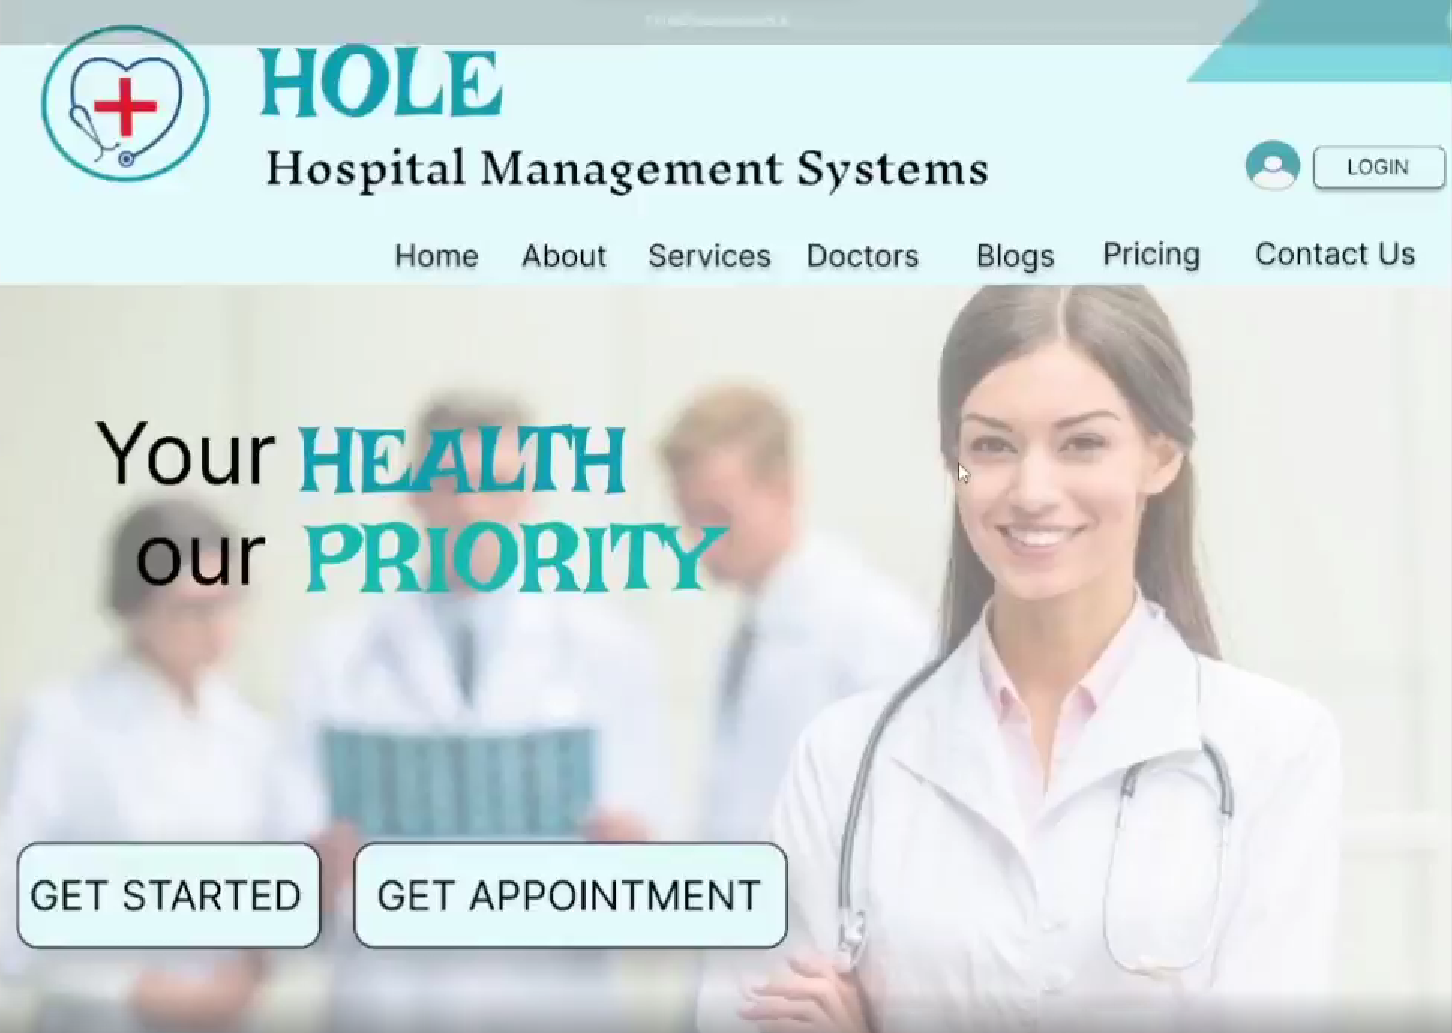 HOLE
Hospital Management Systems
LOGIN
Home About Services Doctors Blogs Pricing Contact Us
Your HEALTH
our PRIORITY
GET STARTED GET APPOINTMENT